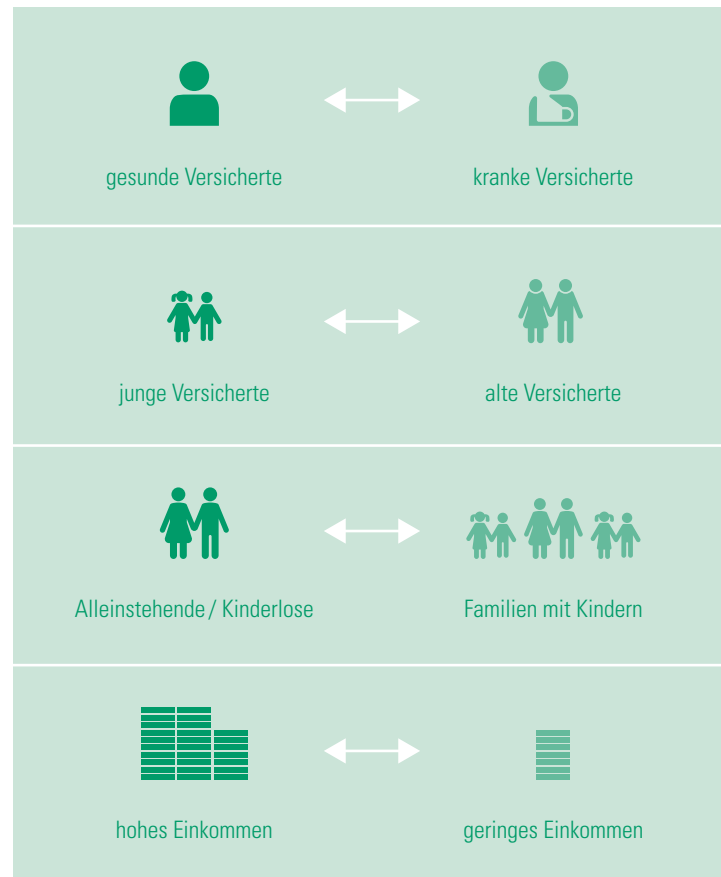 gesunde Versicherte
kranke Versicherte
junge Versicherte
alte Versicherte
Alleinstehende / Kinderlose
Familien mit Kindern
hohes Einkommen
geringes Einkommen